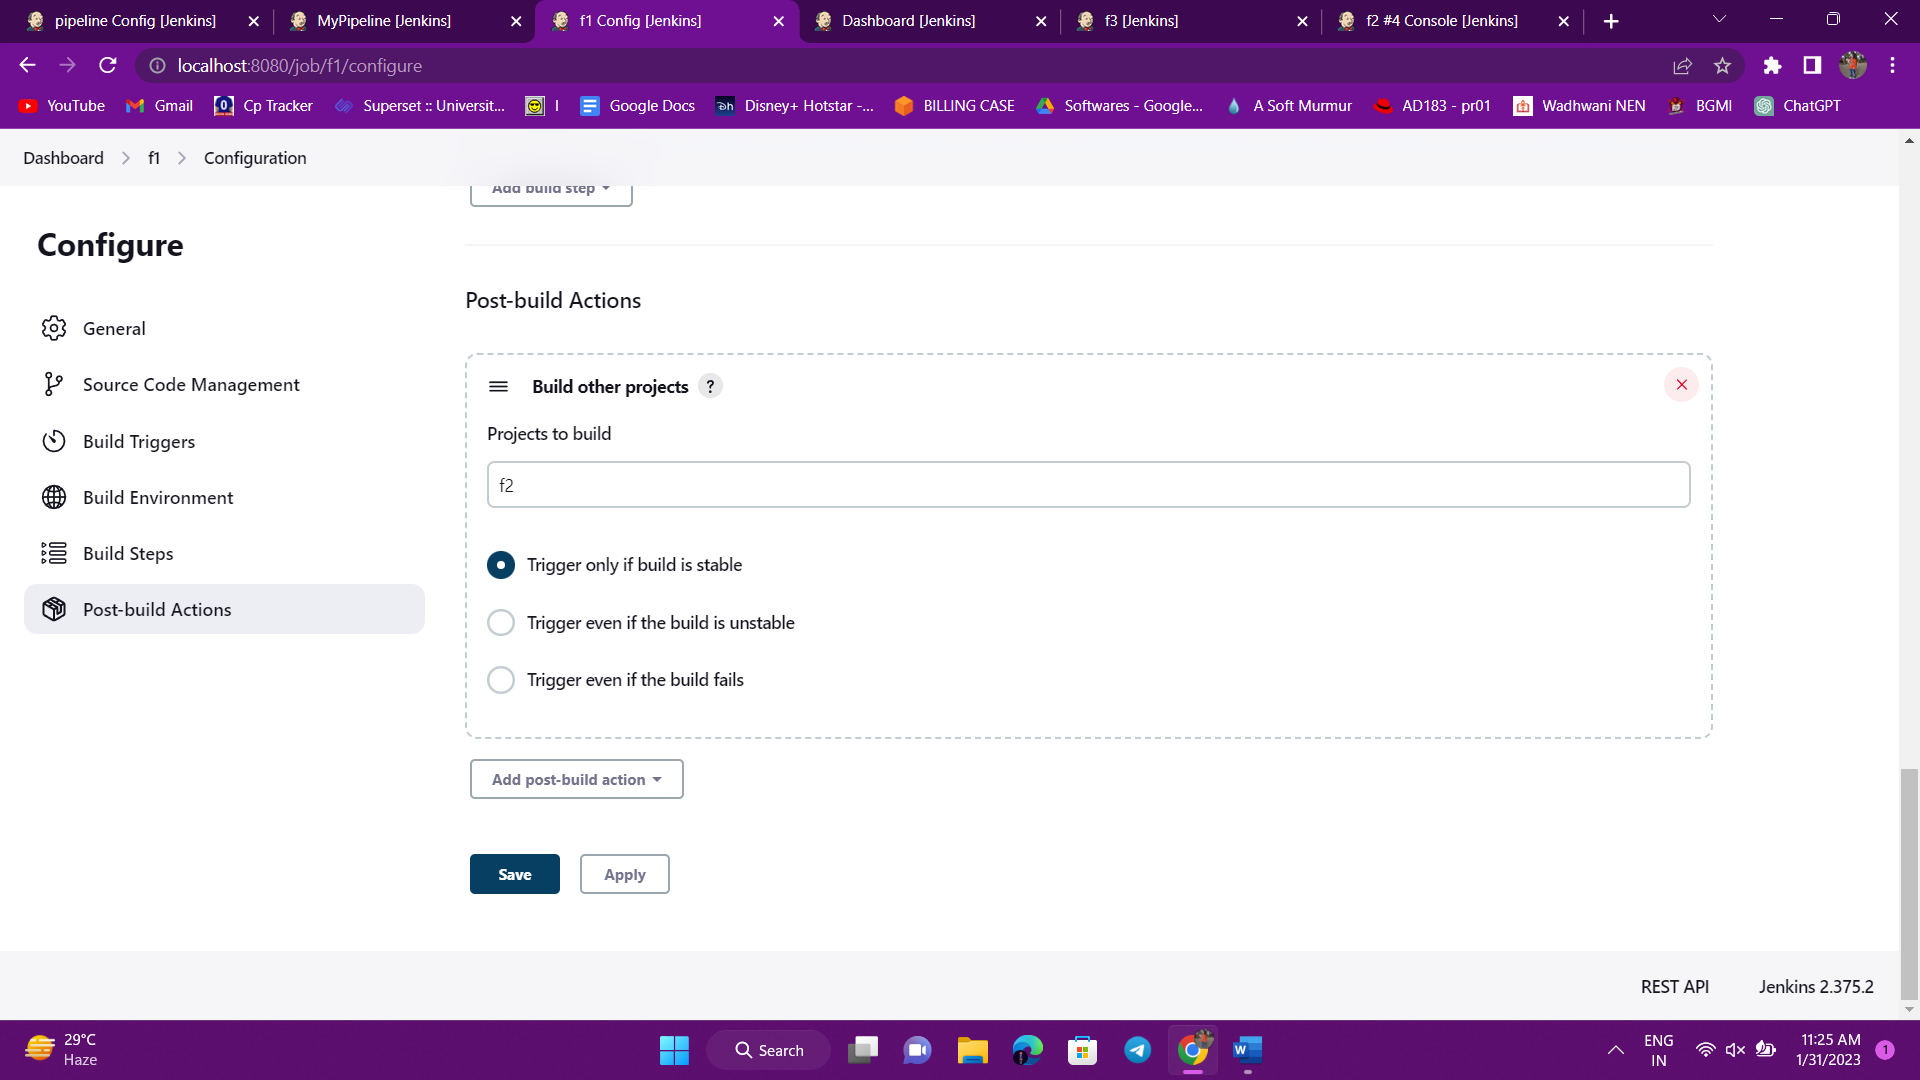 pipeline Config [Jenkins]
MyPipeline [Jenkins]
f1 Config [Jenkins]
Dashboard [Jenkins]
f3 [Jenkins]
f2 #4 Console [Jenkins]
localhost:8080/job/f1/configure
YouTube
Gmail
Cp Tracker
Superset :: Universit...
I
Google Docs
Disney+ Hotstar -...
BILLING CASE
Softwares - Google...
A Soft Murmur
AD183 - pr01
Wadhwani NEN
BGMI
ChatGPT
Dashboard
f1
Configuration
Add build step
Configure
General
Source Code Management
Build Triggers
Build Environment
Build Steps
Post-build Actions
Post-build Actions
Build other projects ?
Projects to build
f2
Trigger only if build is stable
Trigger even if the build is unstable
Trigger even if the build fails
Add post-build action
Save
Apply
REST API
Jenkins 2.375.2
29°C
Haze
Search
ENG
IN
11:25 AM
1/31/2023
1